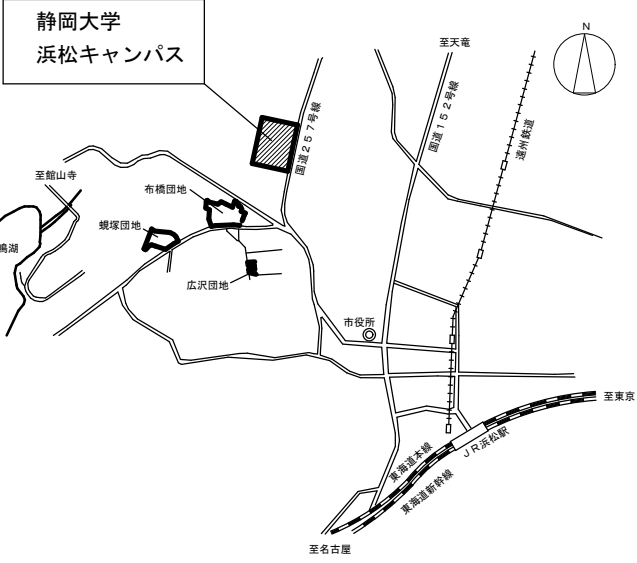 静岡大学
浜松キャンパス
N
至天竜
国道257号線
国道152号線
遠州鉄道
至館山寺
布橋団地
蜆塚団地
鳴湖
広沢団地
市役所
至東京
JR浜松駅
東海道本線
東海道新幹線
至名古屋